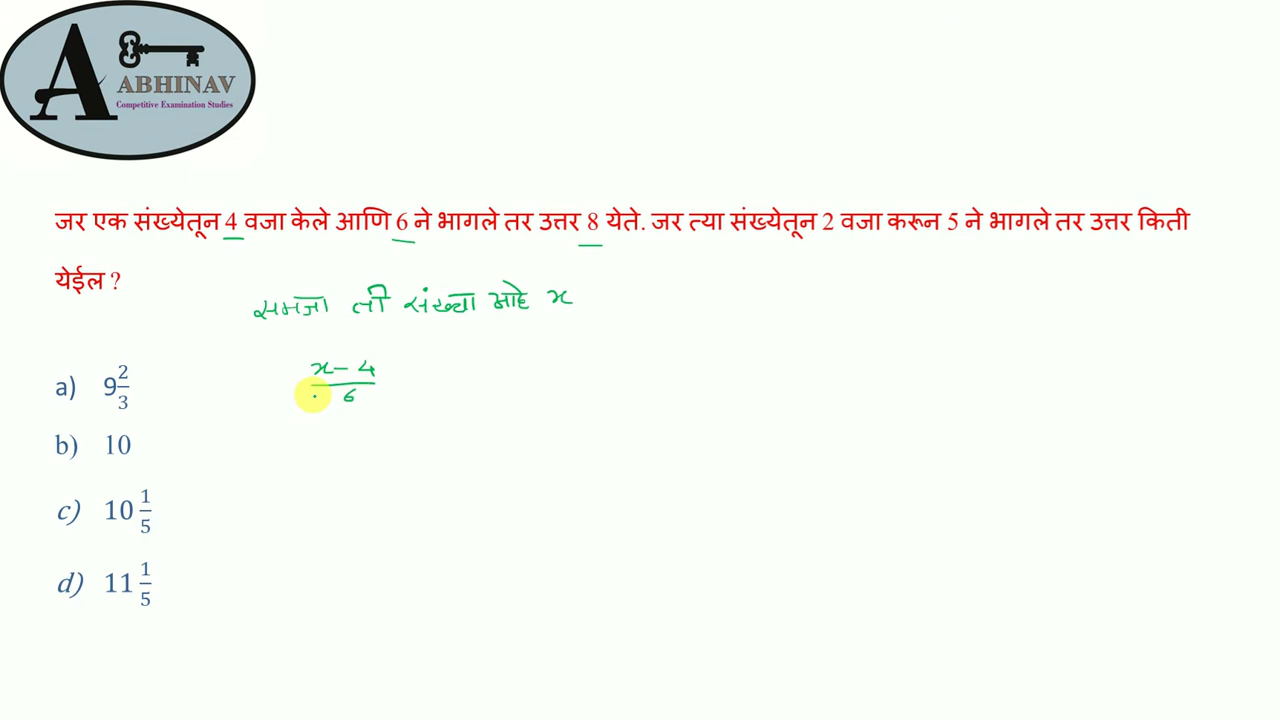 ABHINAV
Competitive Examination Studies
जर एक संख्येतून 4 वजा केले आणि 6 ने भागले तर उत्तर 8 येते. जर त्या संख्येतून 2 वजा करून 5 ने भागले तर उत्तर किती
येईल ?
समजा ती संख्या आहे x
x - 4
6
a) 9 2/3
b) 10
c) 10 1/5
d) 11 1/5